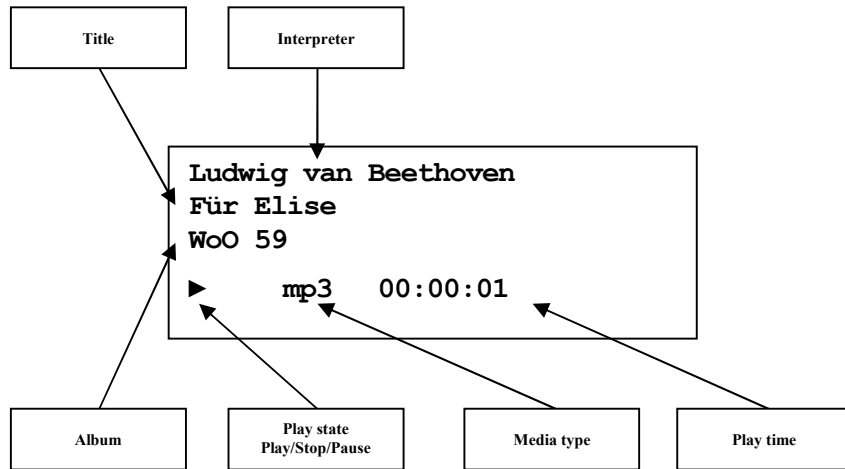 Title
Interpreter
Ludwig van Beethoven
Für Elise
WoO 59
► mp3 00:00:01
Album
Play state
Play/Stop/Pause
Media type
Play time